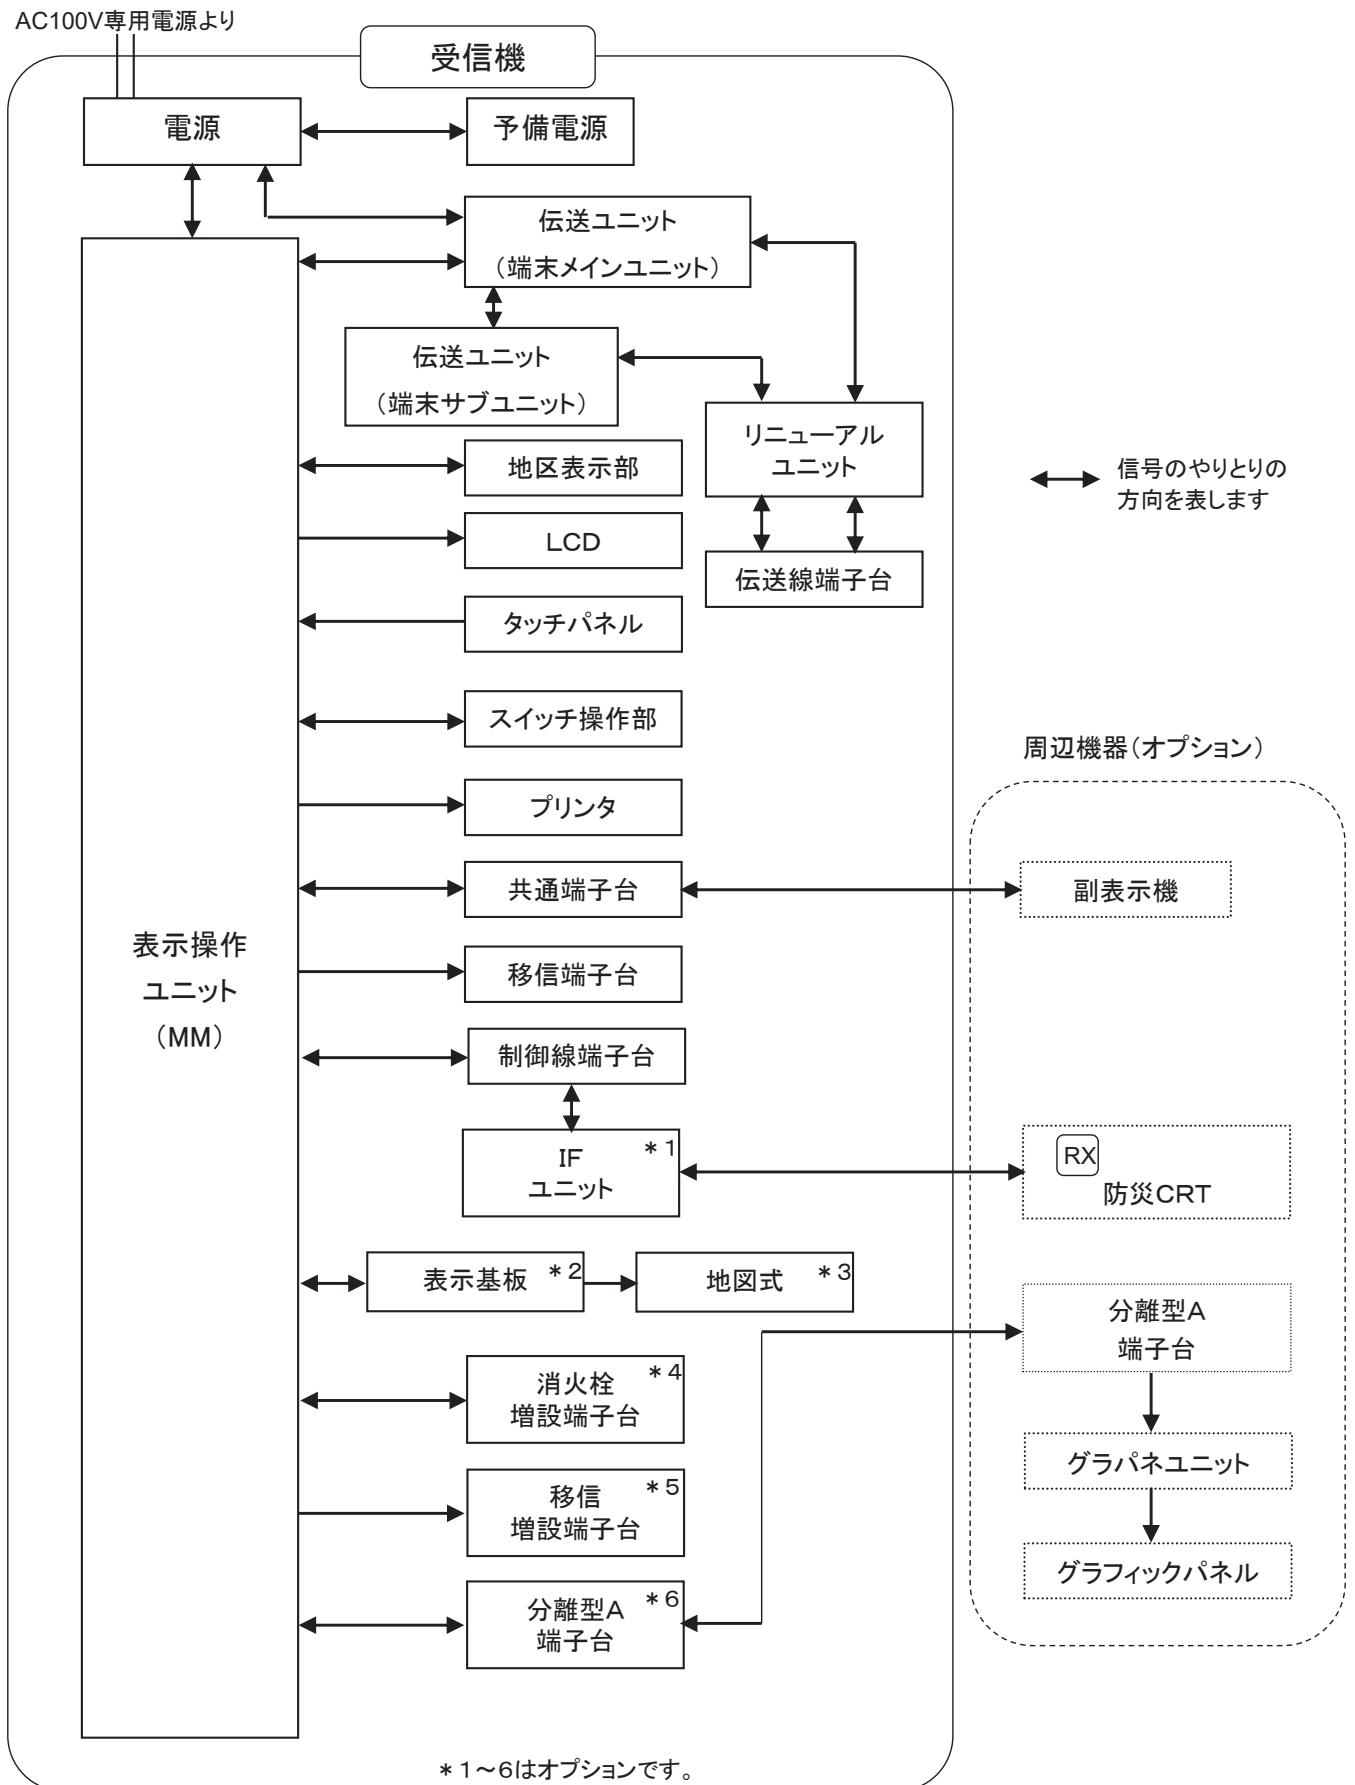 AC100V専用電源より
受信機
電源
予備電源
伝送ユニット
（端末メインユニット）
伝送ユニット
（端末サブユニット）
リニューアル
ユニット
地区表示部
信号のやりとりの
方向を表します
LCD
伝送線端子台
タッチパネル
スイッチ操作部
周辺機器（オプション）
プリンタ
共通端子台
副表示機
表示操作
ユニット
（MM）
移信端子台
制御線端子台
IF
ユニット
＊1
RX
防災CRT
表示基板 ＊2
地図式 ＊3
分離型A
端子台
消火栓
増設端子台
＊4
グラパネユニット
移信
増設端子台
＊5
グラフィックパネル
分離型A
端子台
＊6
＊1～6はオプションです。